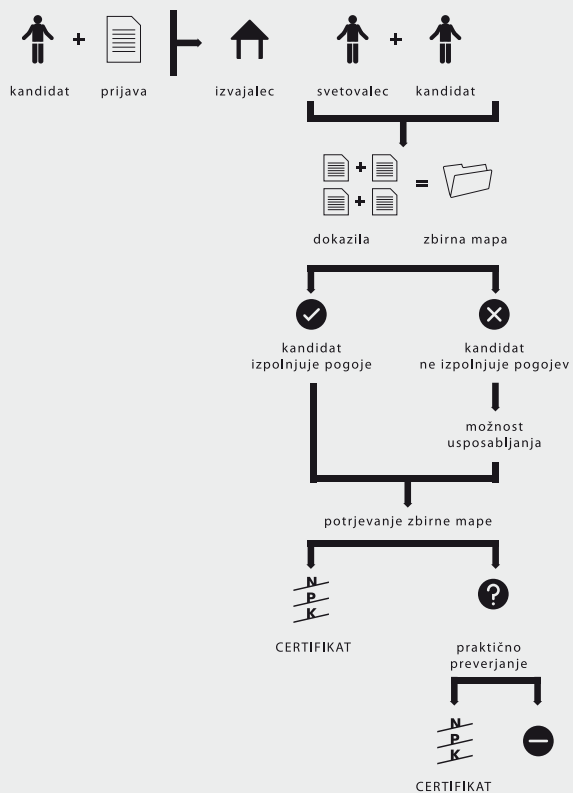 kandidat + prijava izvajalec svetovalec + kandidat
+
+ =
dokazila zbirna mapa
kandidat
izpolnjuje pogoje
kandidat
ne izpolnjuje pogojev
možnost
usposabljanja
potrjevanje zbirne mape
N
P
K
?
CERTIFIKAT
praktično
preverjanje
N
P
K
CERTIFIKAT